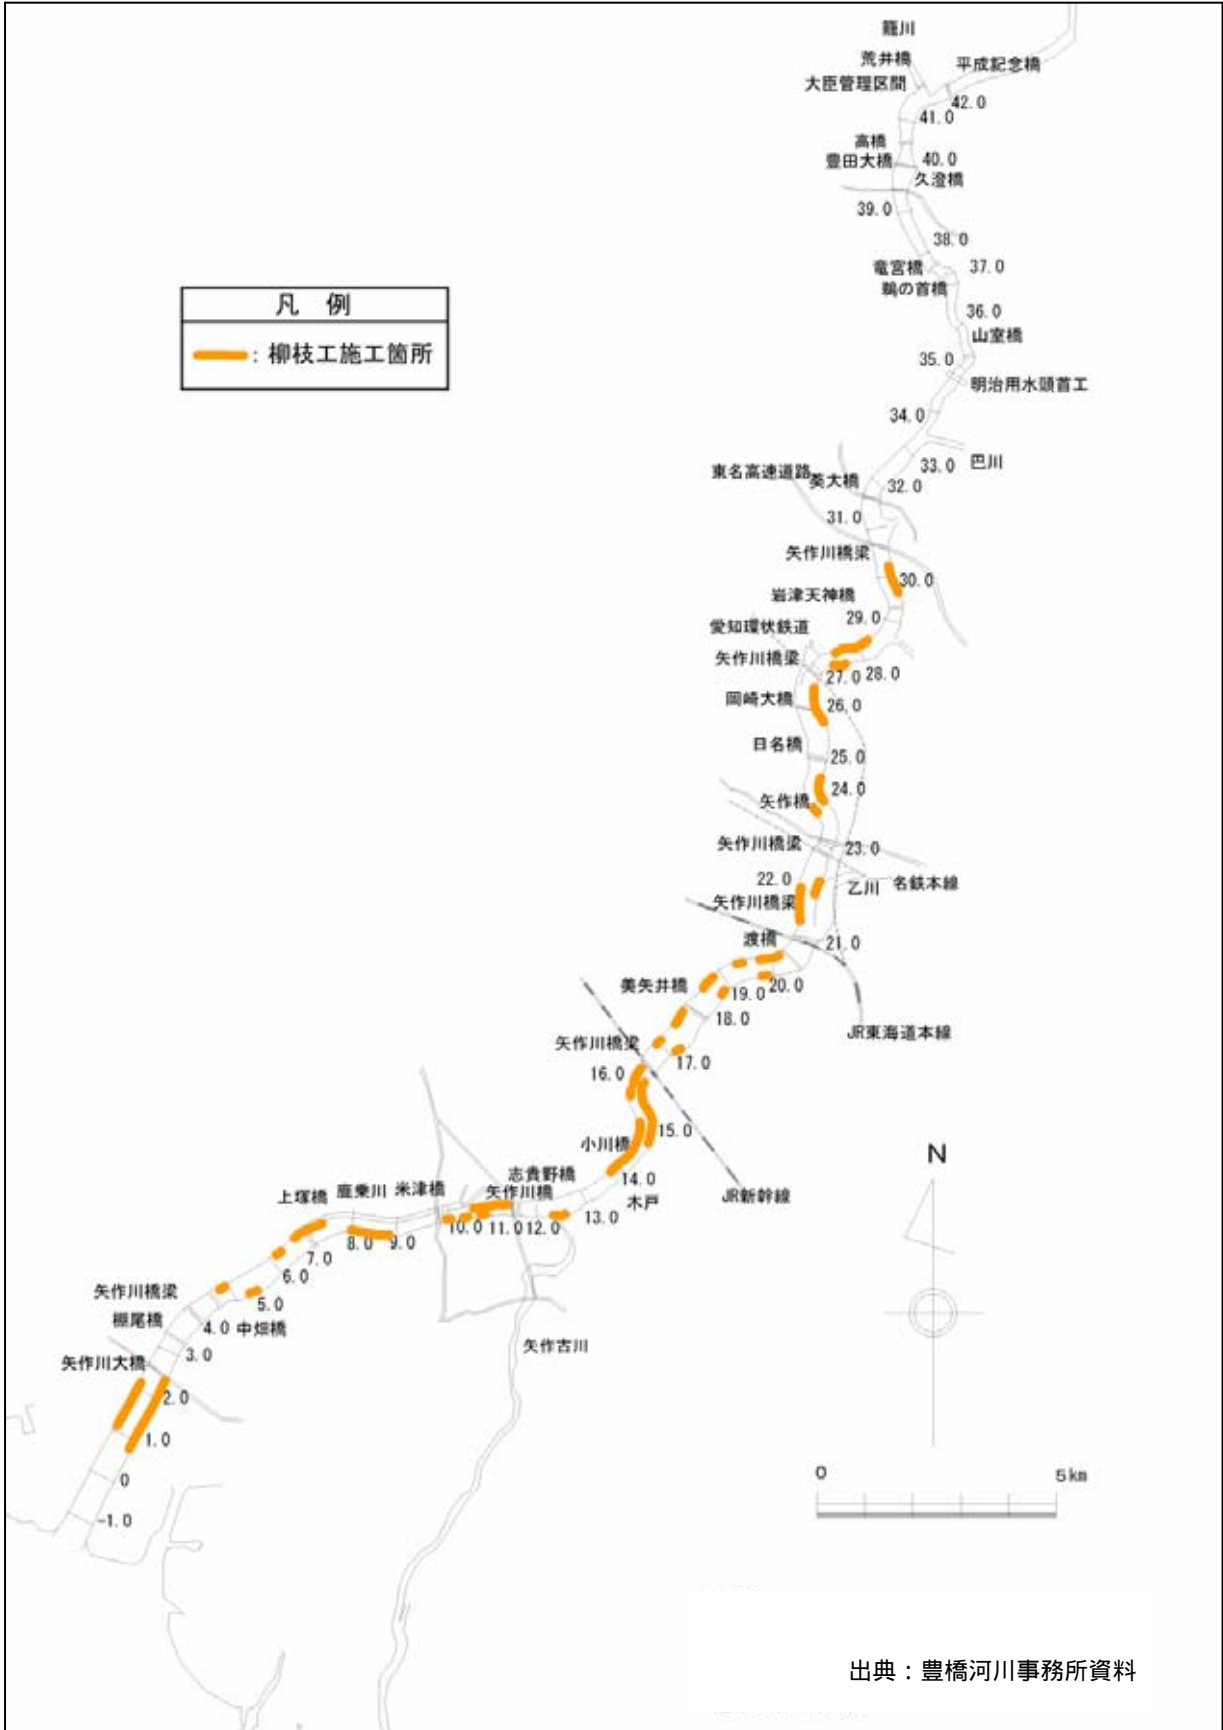 籠川
荒井橋
平成記念橋
大臣管理区間
42.0
41.0
高橋
豊田大橋
40.0
久澄橋
39.0
38.0
竜宮橋
37.0
鵜の首橋
36.0
山室橋
35.0
明治用水頭首工
34.0
33.0
巴川
東名高速道路
葵大橋
32.0
31.0
矢作川橋梁
30.0
岩津天神橋
29.0
愛知環状鉄道
矢作川橋梁
27.0
28.0
岡崎大橋
26.0
日名橋
25.0
24.0
矢作橋
矢作川橋梁
23.0
22.0
乙川
名鉄本線
矢作川橋梁
渡橋
21.0
美矢井橋
19.0
20.0
18.0
JR東海道本線
矢作川橋梁
17.0
16.0
15.0
小川橋
志貴野橋
14.0
木戸
JR新幹線
上塚橋
鹿乗川
米津橋
矢作川橋
13.0
10.0
11.0
12.0
8.0
9.0
7.0
6.0
矢作川橋梁
5.0
棚尾橋
4.0
中畑橋
3.0
矢作古川
矢作川大橋
2.0
1.0
0
-1.0
凡 例
：柳枝工施工箇所
N
0
5km
出典：豊橋河川事務所資料